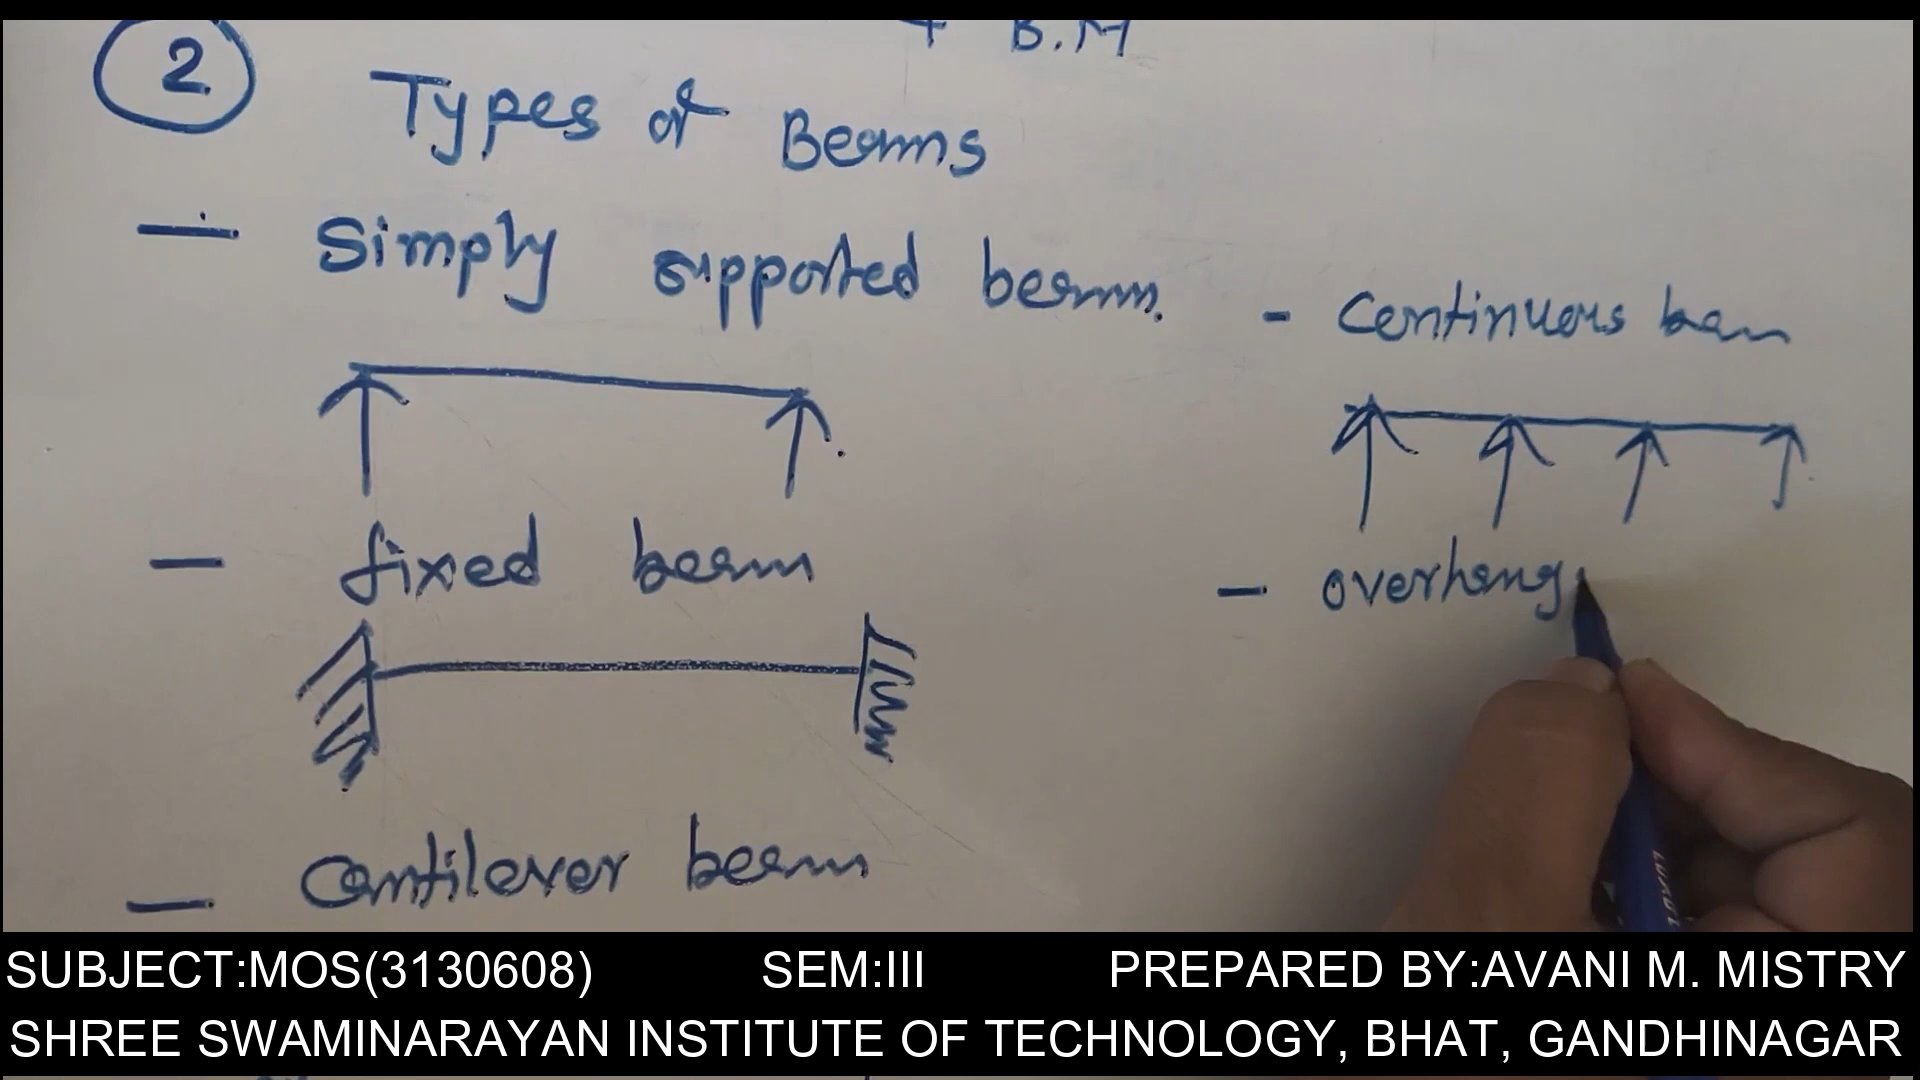 + B.M
2
Types of Beams
- Simply supported beam.
- fixed beam
- Cantilever beam
- Continuous beam
- overhang
SUBJECT:MOS(3130608) SEM:III PREPARED BY:AVANI M. MISTRY
SHREE SWAMINARAYAN INSTITUTE OF TECHNOLOGY, BHAT, GANDHINAGAR